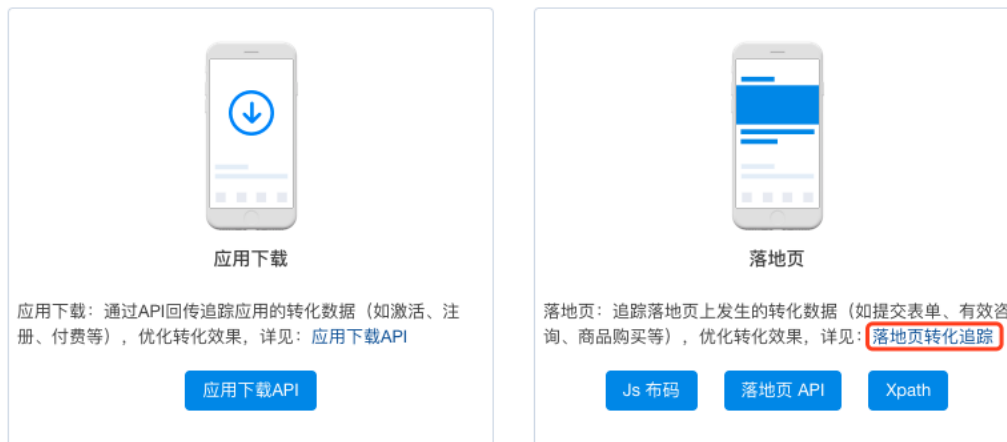 应用下载
应用下载：通过API回传追踪应用的转化数据（如激活、注
册、付费等），优化转化效果，详见：应用下载API
应用下载API
落地页
落地页：追踪落地页上发生的转化数据（如提交表单、有效咨
询、商品购买等），优化转化效果，详见：落地页转化追踪
Js 布码
落地页 API
Xpath